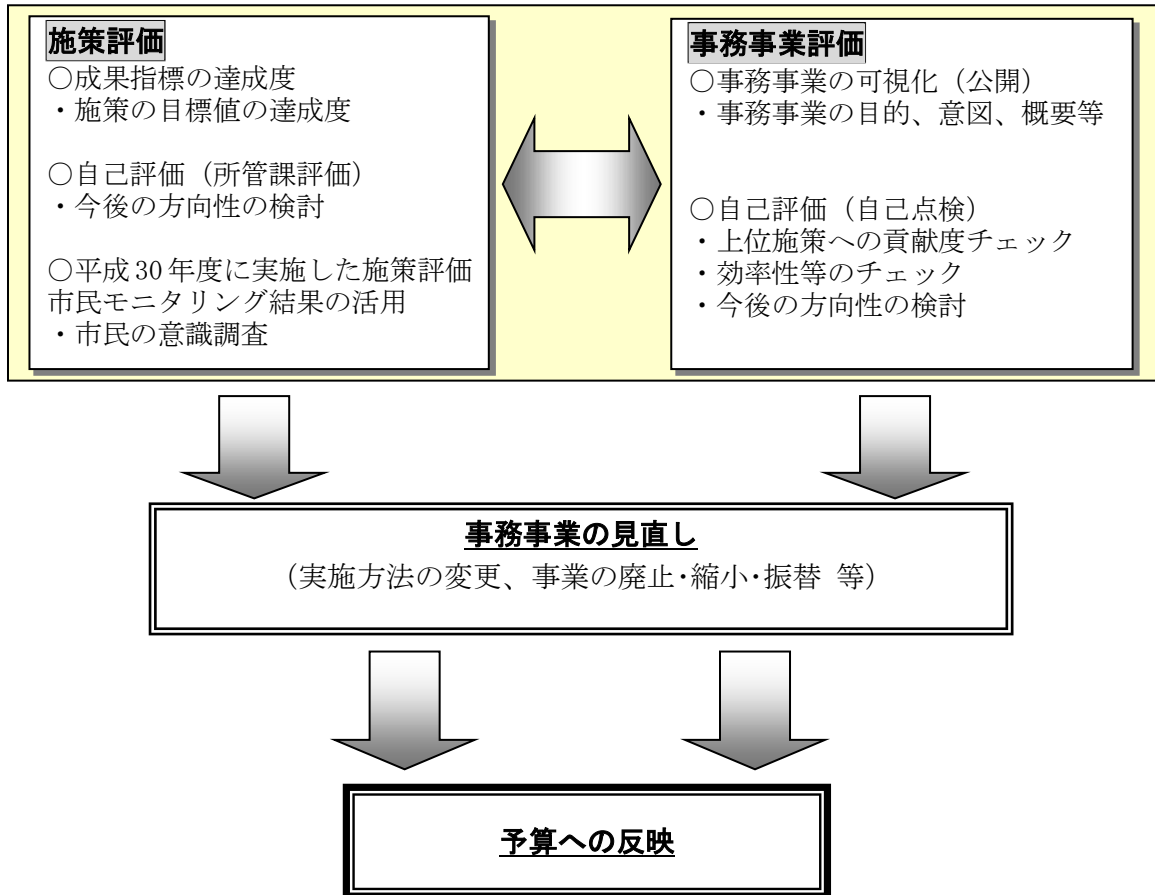 施策評価
○成果指標の達成度
・施策の目標値の達成度
○自己評価（所管課評価）
・今後の方向性の検討
○平成30年度に実施した施策評価
市民モニタリング結果の活用
・市民の意識調査
事務事業評価
○事務事業の可視化（公開）
・事務事業の目的、意図、概要等
○自己評価（自己点検）
・上位施策への貢献度チェック
・効率性等のチェック
・今後の方向性の検討
事務事業の見直し
（実施方法の変更、事業の廃止･縮小･振替 等）
予算への反映